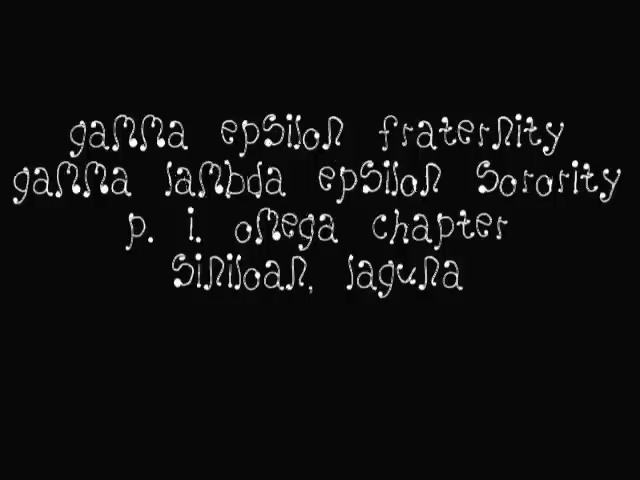 gamma epsilon fraternity
gamma lambda epsilon sorority
p. i. omega chapter
siniloan, laguna